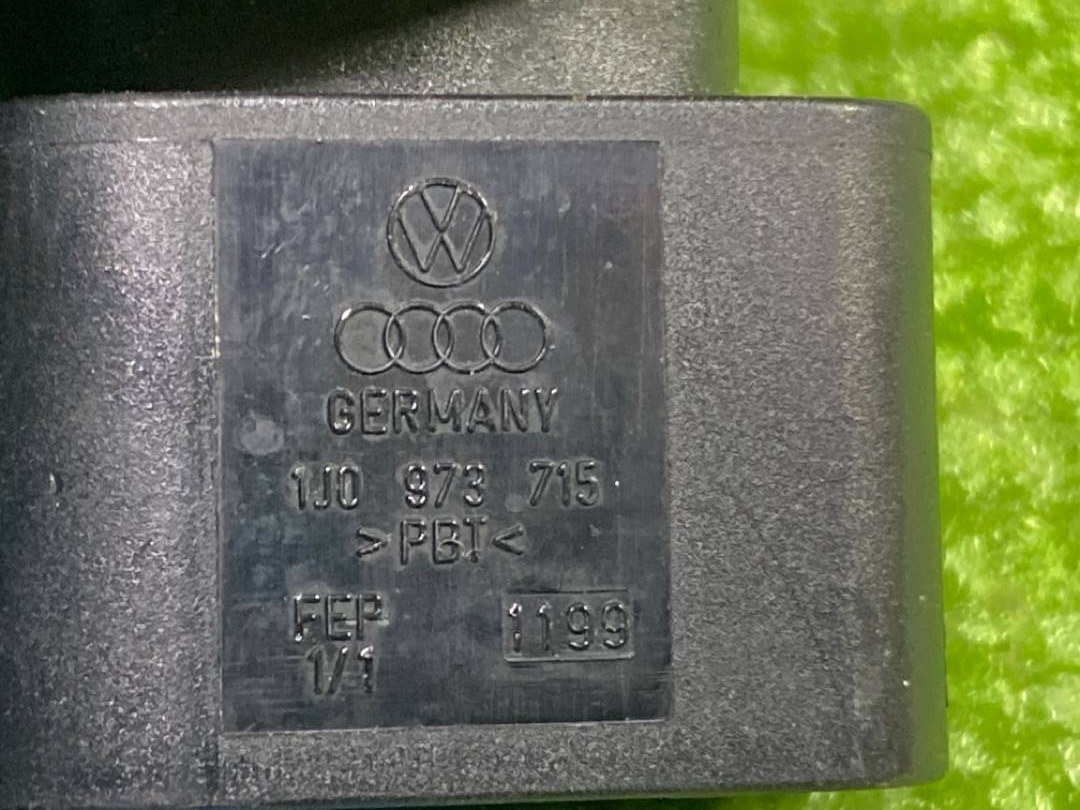 GERMANY
1J0 973 715
>PBT<
FEP 1199
1/1